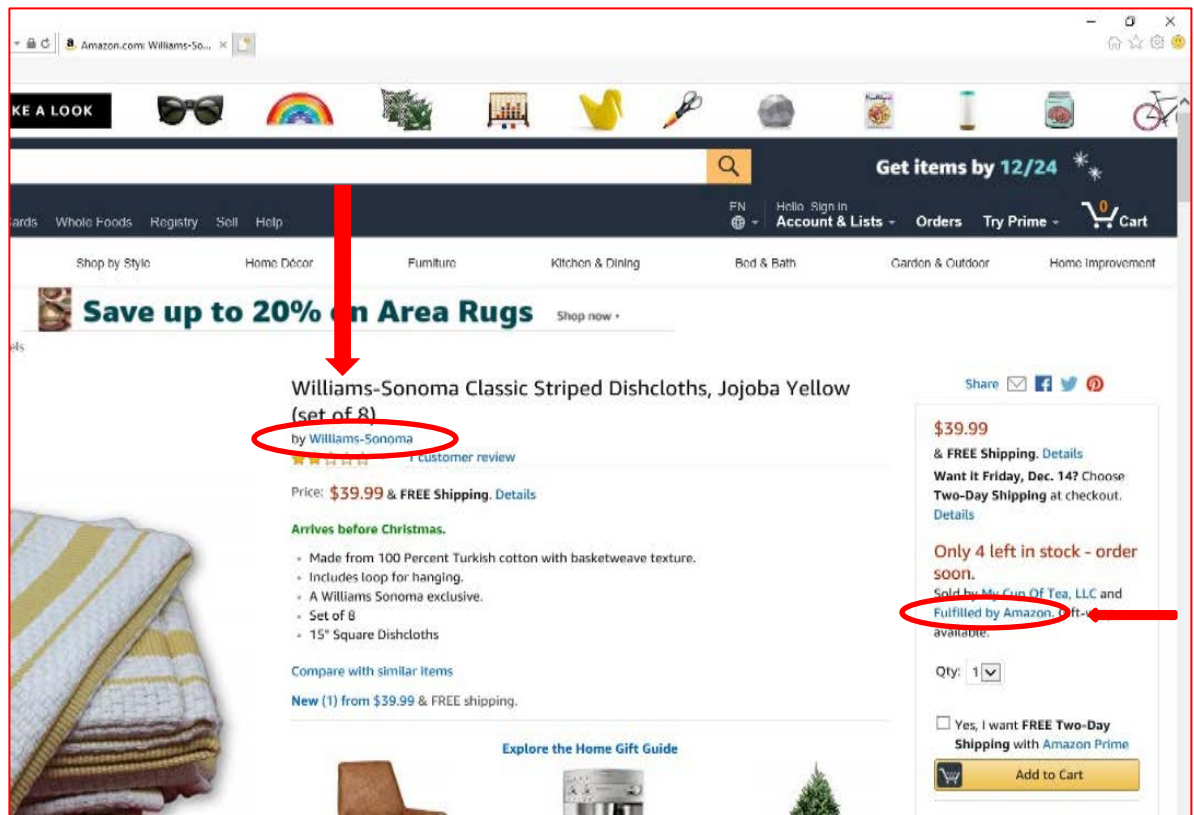 Amazon.com: Williams-So...
KE A LOOK
Get items by 12/24
ards Whole Foods Registry Sell Help
EN
Hello Sign in
Account & Lists
Orders
Try Prime
0
Cart
Shop by Style Home Décor Furniture Kitchen & Dining Bed & Bath Garden & Outdoor Home Improvement
Save up to 20% on Area Rugs Shop now
els
Williams-Sonoma Classic Striped Dishcloths, Jojoba Yellow
(set of 8)
by Williams-Sonoma
1 customer review
Price: $39.99 & FREE Shipping. Details
Arrives before Christmas.
Made from 100 Percent Turkish cotton with basketweave texture.
Includes loop for hanging.
A Williams Sonoma exclusive.
Set of 8
15" Square Dishcloths
Compare with similar items
New (1) from $39.99 & FREE shipping.
Explore the Home Gift Guide
Share
$39.99
& FREE Shipping. Details
Want it Friday, Dec. 14? Choose
Two-Day Shipping at checkout.
Details
Only 4 left in stock - order
soon.
Sold by My Cup Of Tea, LLC and
Fulfilled by Amazon. Gift-wrap
available.
Qty: 1
Yes, I want FREE Two-Day
Shipping with Amazon Prime
Add to Cart